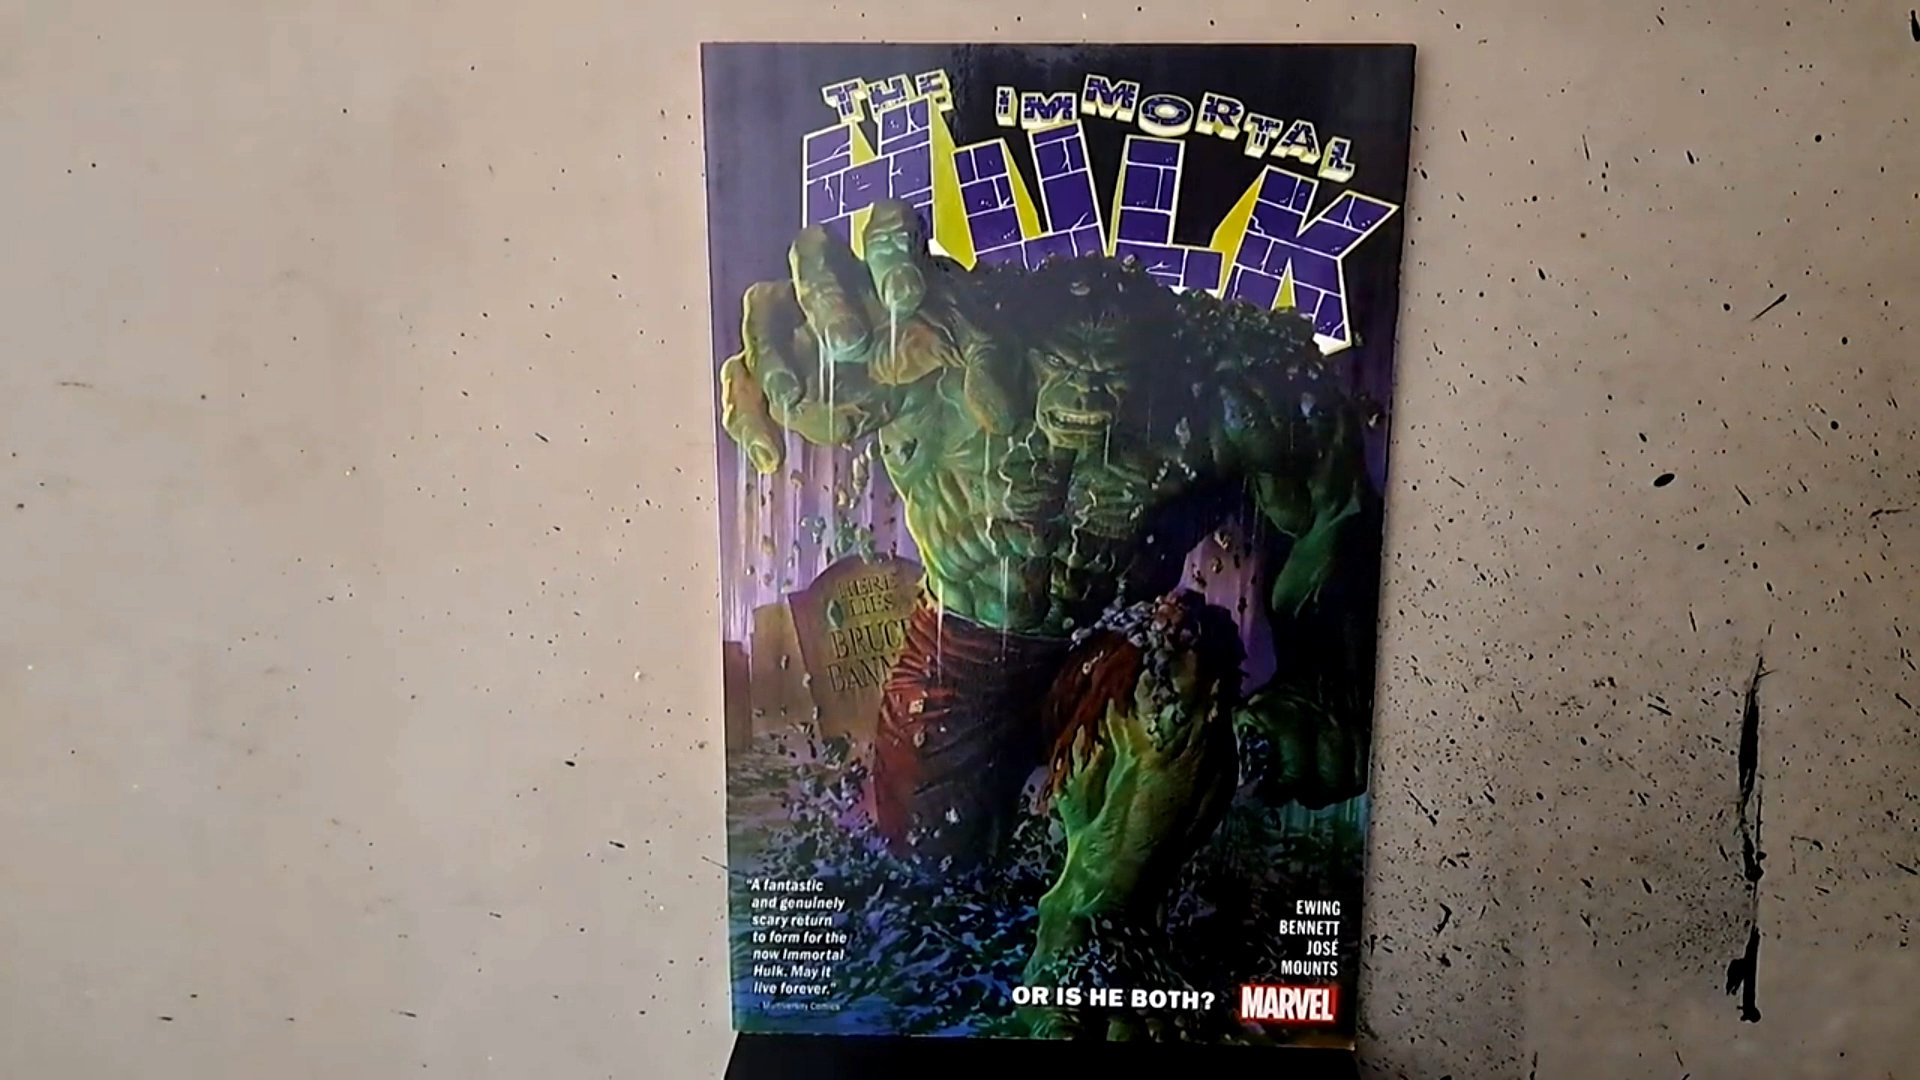 THE IMMORTAL
HULK
HERE
LIES
BRUCE
"A fantastic
and genuinely
scary return
to form for the
now Immortal
Hulk. May it
live forever."
Multiversity Comics
EWING
BENNETT
JOSÉ
MOUNTS
OR IS HE BOTH?
MARVEL